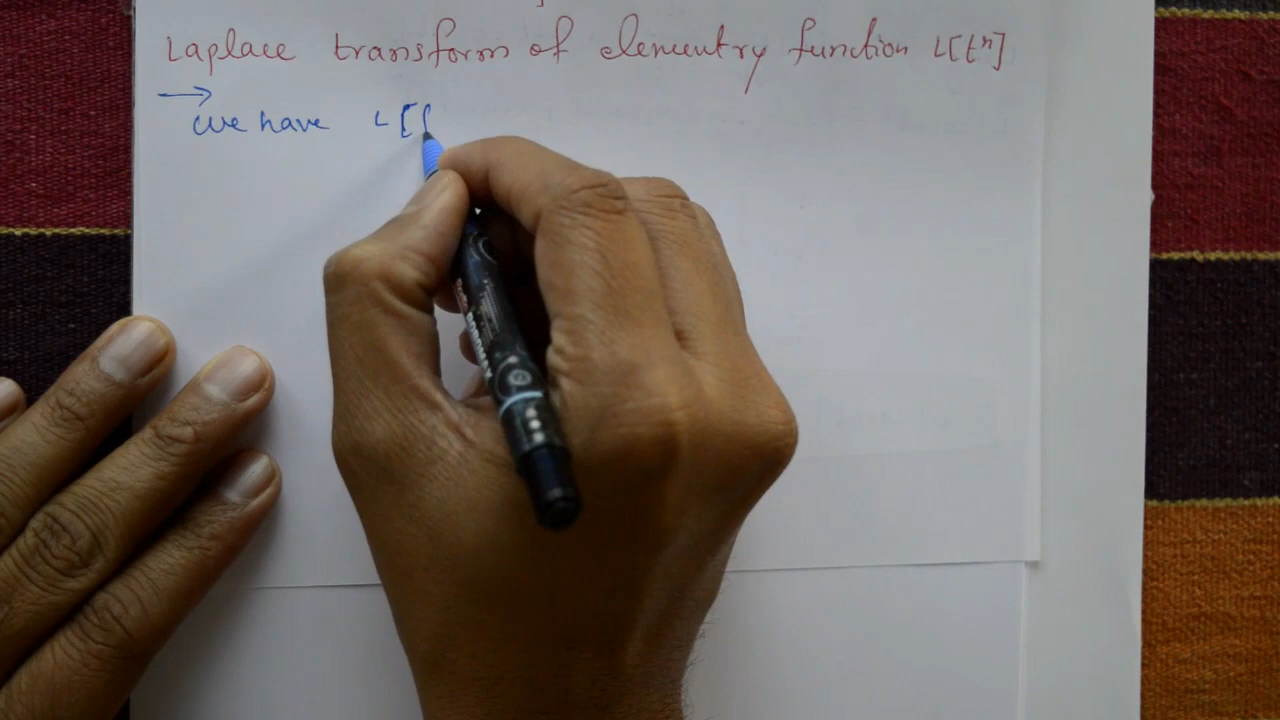 Laplace transform of elementry function L[tⁿ]
→
We have L[f